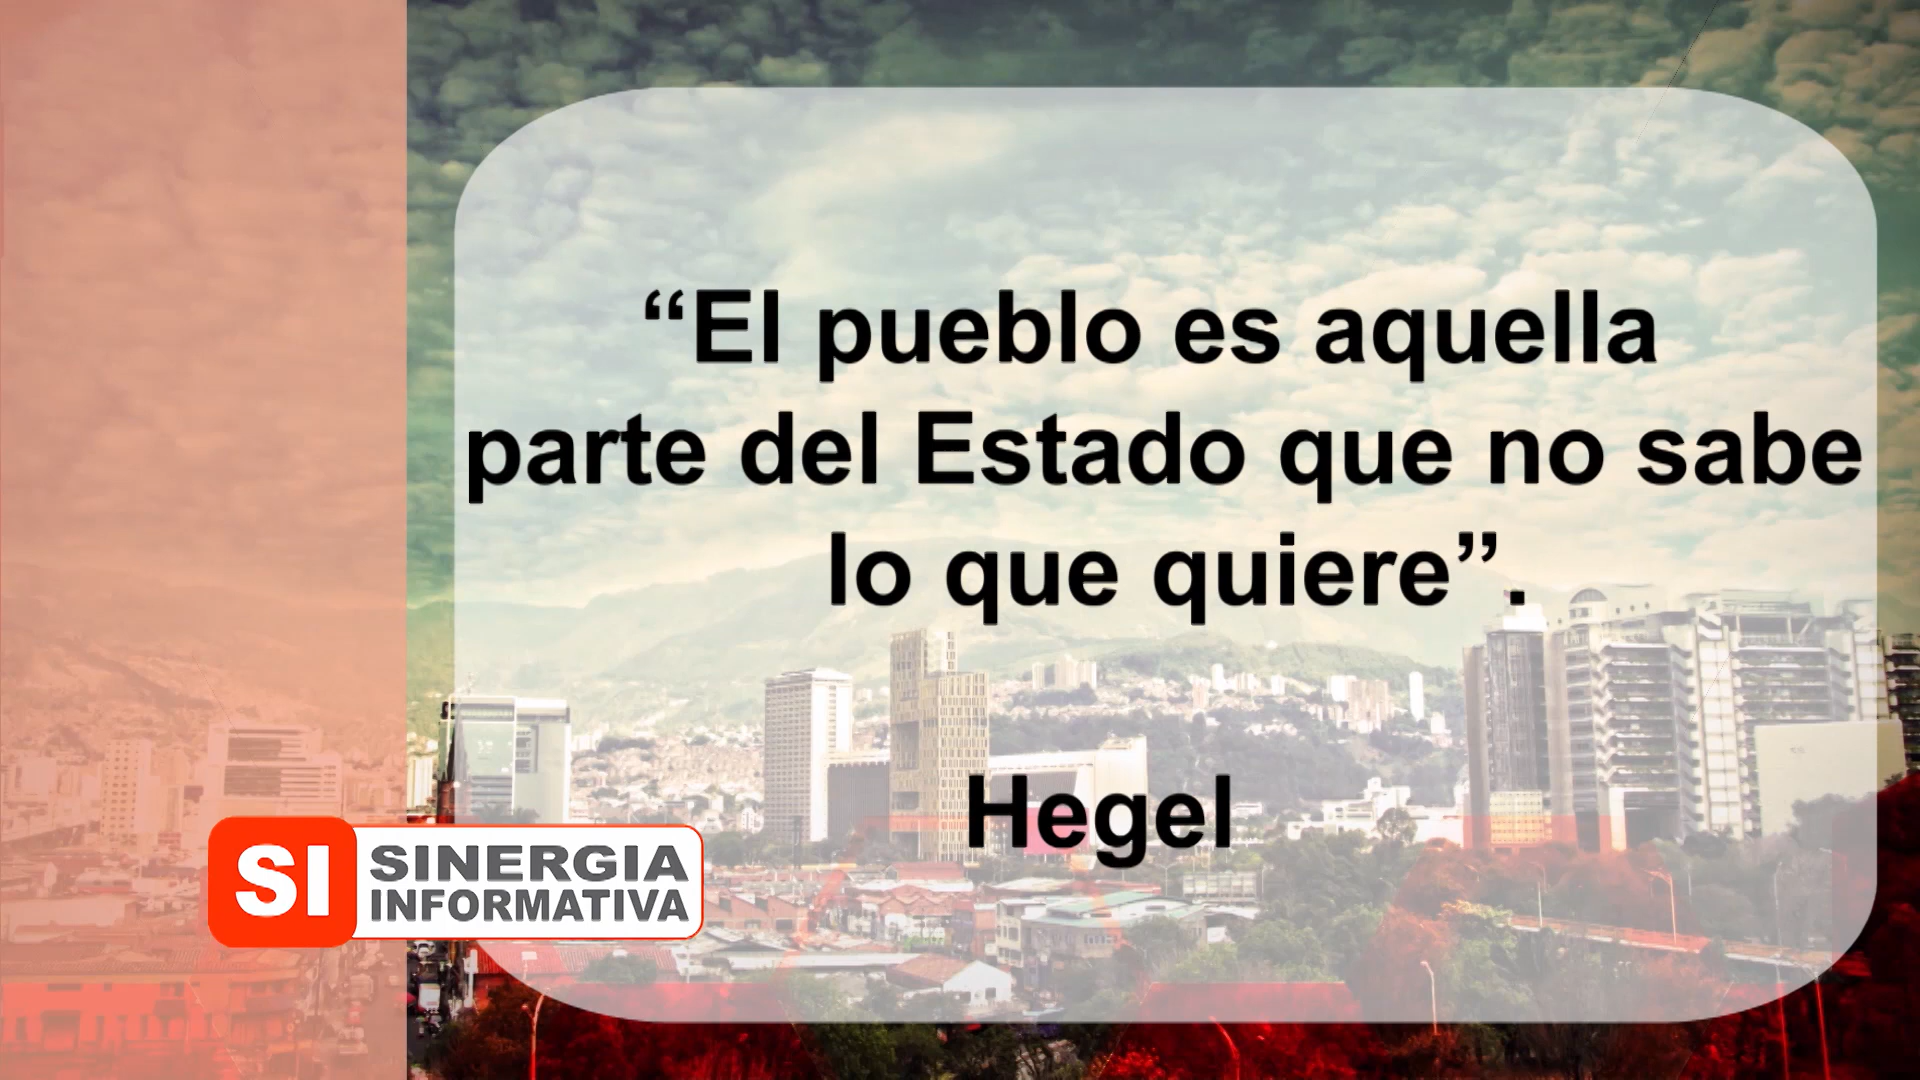 “El pueblo es aquella
parte del Estado que no sabe
lo que quiere”.
Hegel
SI SINERGIA
INFORMATIVA